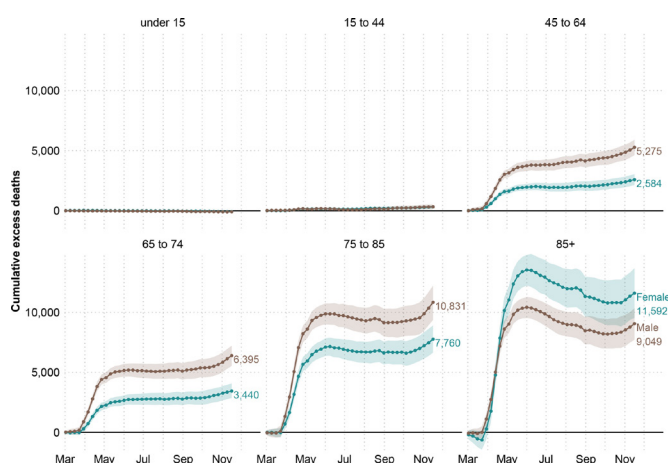 under 15
15 to 44
45 to 64
Cumulative excess deaths
10,000
5,000
0
5,275
2,584
65 to 74
75 to 85
85+
10,000
5,000
0
6,395
3,440
10,831
7,760
Female
11,592
Male
9,049
Mar May Jul Sep Nov Mar May Jul Sep Nov Mar May Jul Sep Nov